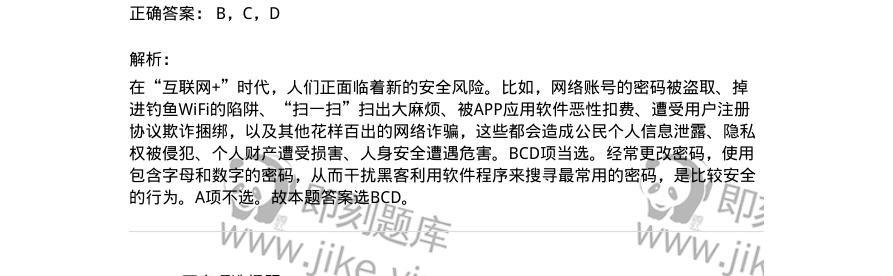 正确答案： B，C，D
解析：
在“互联网+”时代，人们正面临着新的安全风险。比如，网络账号的密码被盗取、掉
进钓鱼WiFi的陷阱、“扫一扫”扫出大麻烦、被APP应用软件恶性扣费、遭受用户注册
协议欺诈捆绑，以及其他花样百出的网络诈骗，这些都会造成公民个人信息泄露、隐私
权被侵犯、个人财产遭受损害、人身安全遭遇危害。BCD项当选。经常更改密码，使用
包含字母和数字的密码，从而干扰黑客利用软件程序来搜寻最常用的密码，是比较安全
的行为。A项不选。故本题答案选BCD。
即刻题库
www.jike.vi
即刻
www.jik